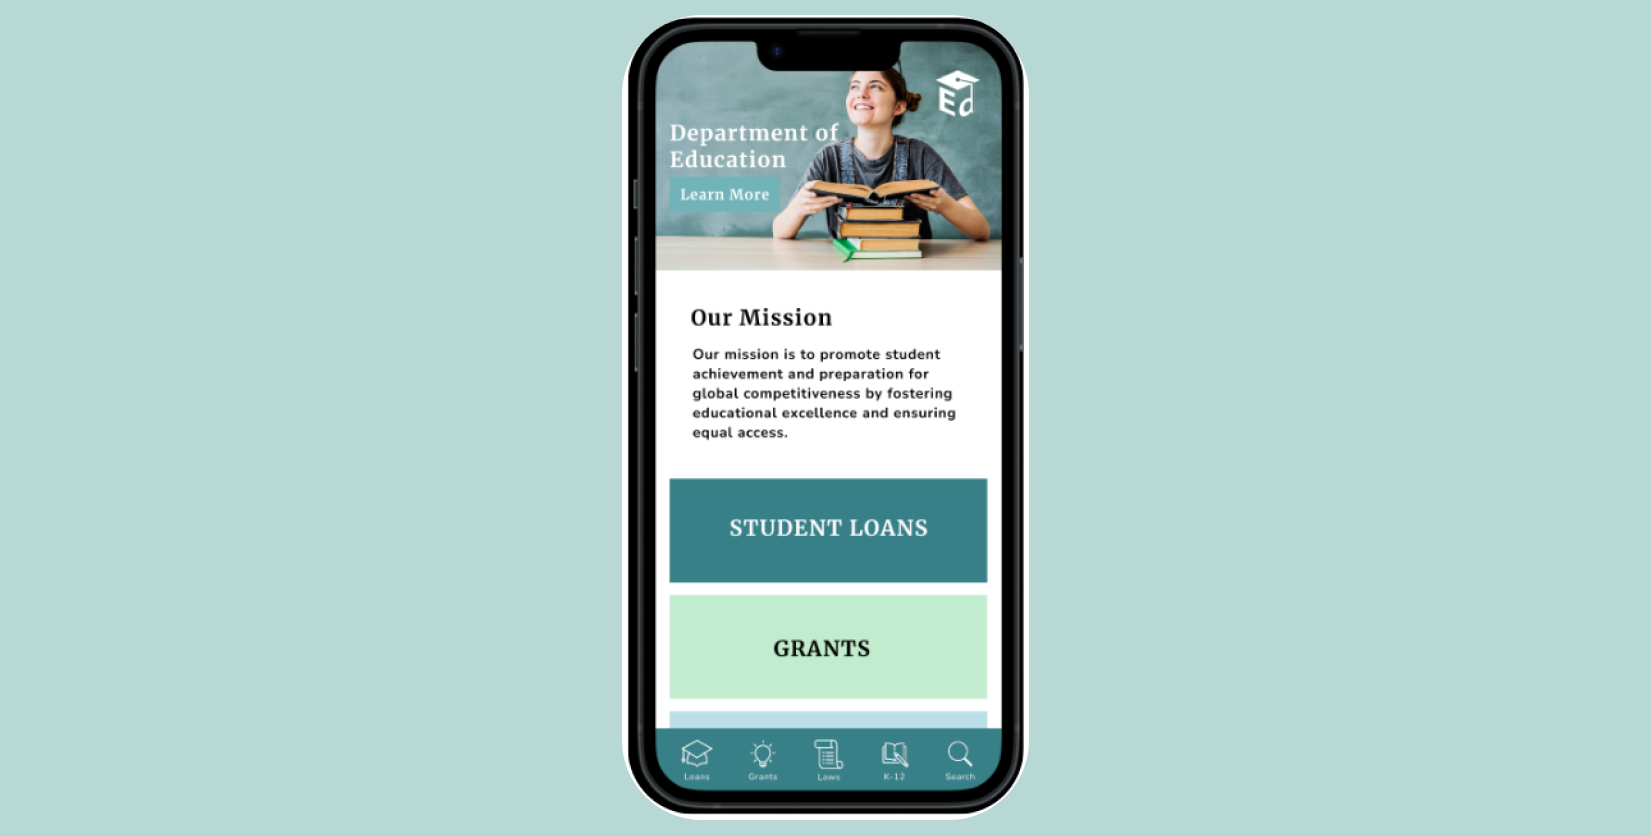 Ed
Department of
Education
Learn More
Our Mission
Our mission is to promote student
achievement and preparation for
global competitiveness by fostering
educational excellence and ensuring
equal access.
STUDENT LOANS
GRANTS
Loans Grants Laws K-12 Search